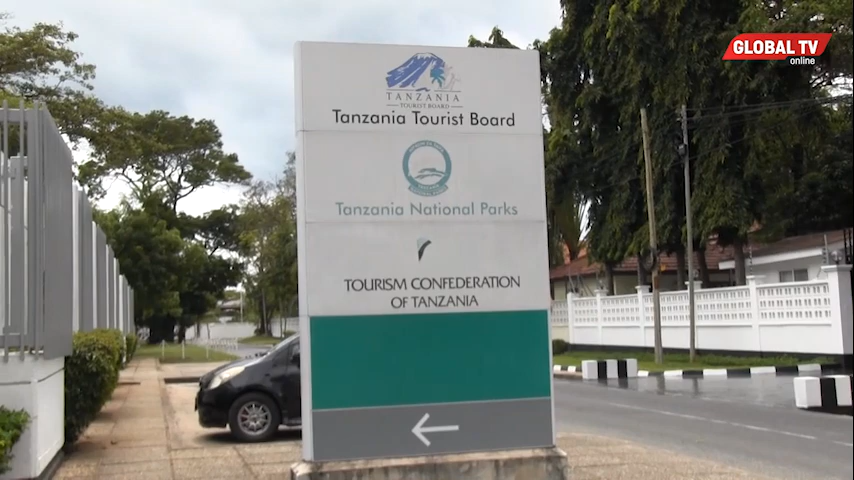 GLOBAL TV
online
TANZANIA
TOURIST BOARD
Tanzania Tourist Board
Tanzania National Parks
TOURISM CONFEDERATION
OF TANZANIA